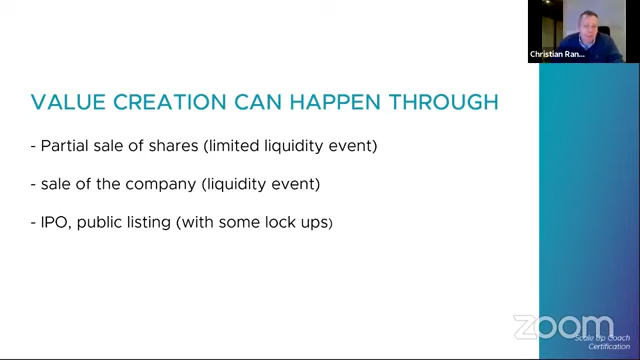 Christian Ran...
VALUE CREATION CAN HAPPEN THROUGH
- Partial sale of shares (limited liquidity event)
- sale of the company (liquidity event)
- IPO, public listing (with some lock ups)
zoom
Scale Up Coach
Certification